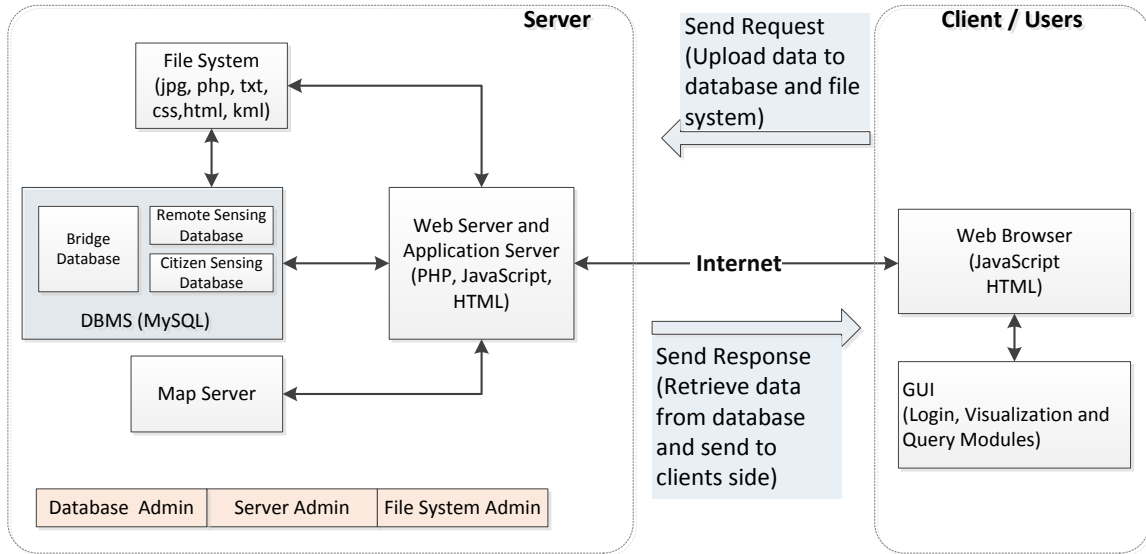 Server
File System
(jpg, php, txt,
css,html, kml)
Bridge
Database
Remote Sensing
Database
Citizen Sensing
Database
DBMS (MySQL)
Map Server
Web Server and
Application Server
(PHP, JavaScript,
HTML)
Database Admin
Server Admin
File System Admin
Send Request
(Upload data to
database and file
system)
Internet
Send Response
(Retrieve data
from database
and send to
clients side)
Client / Users
Web Browser
(JavaScript
HTML)
GUI
(Login, Visualization and
Query Modules)